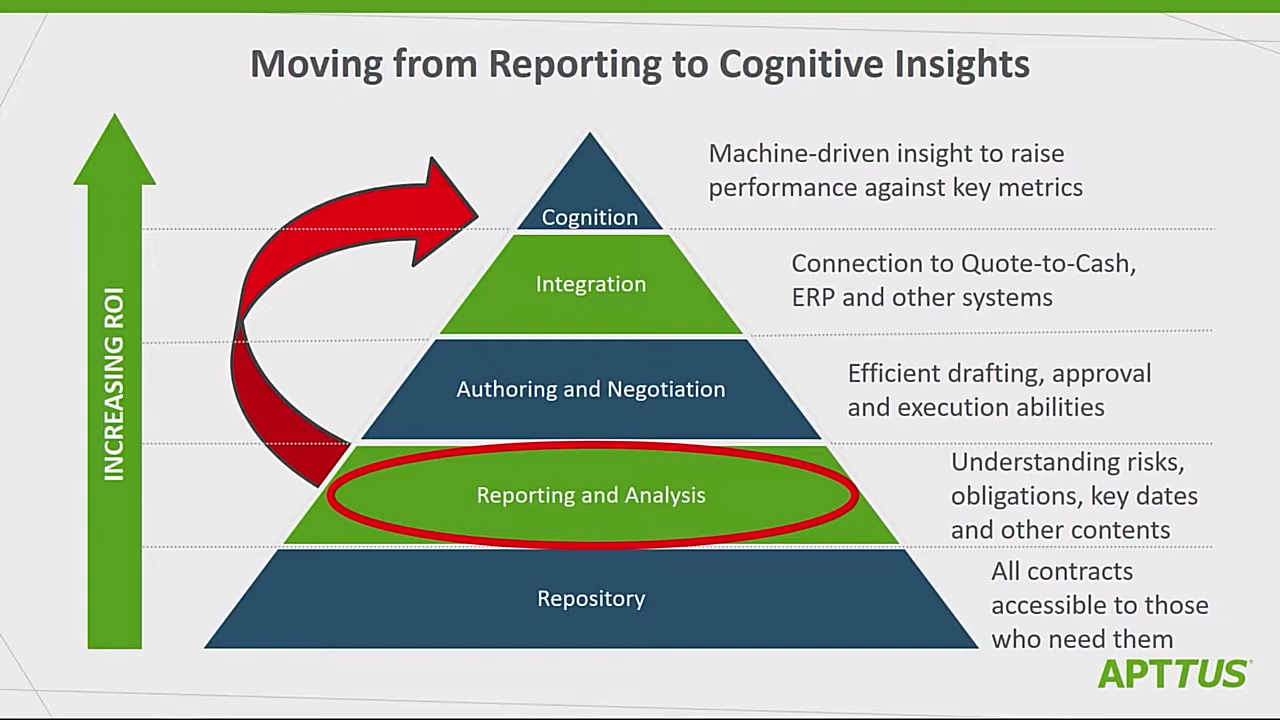 Moving from Reporting to Cognitive Insights
INCREASING ROI
Cognition
Machine-driven insight to raise
performance against key metrics
Integration
Connection to Quote-to-Cash,
ERP and other systems
Authoring and Negotiation
Efficient drafting, approval
and execution abilities
Reporting and Analysis
Understanding risks,
obligations, key dates
and other contents
Repository
All contracts
accessible to those
who need them
APTTUS